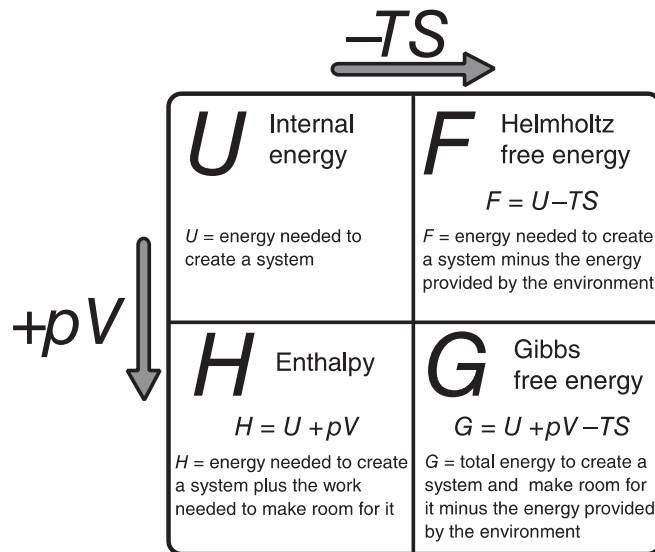 –TS
U Internal
energy
U = energy needed to
create a system
F Helmholtz
free energy
F = U–TS
F = energy needed to create
a system minus the energy
provided by the environment
+pV
H Enthalpy
H = U +pV
H = energy needed to create
a system plus the work
needed to make room for it
G Gibbs
free energy
G = U +pV –TS
G = total energy to create a
system and make room for
it minus the energy provided
by the environment